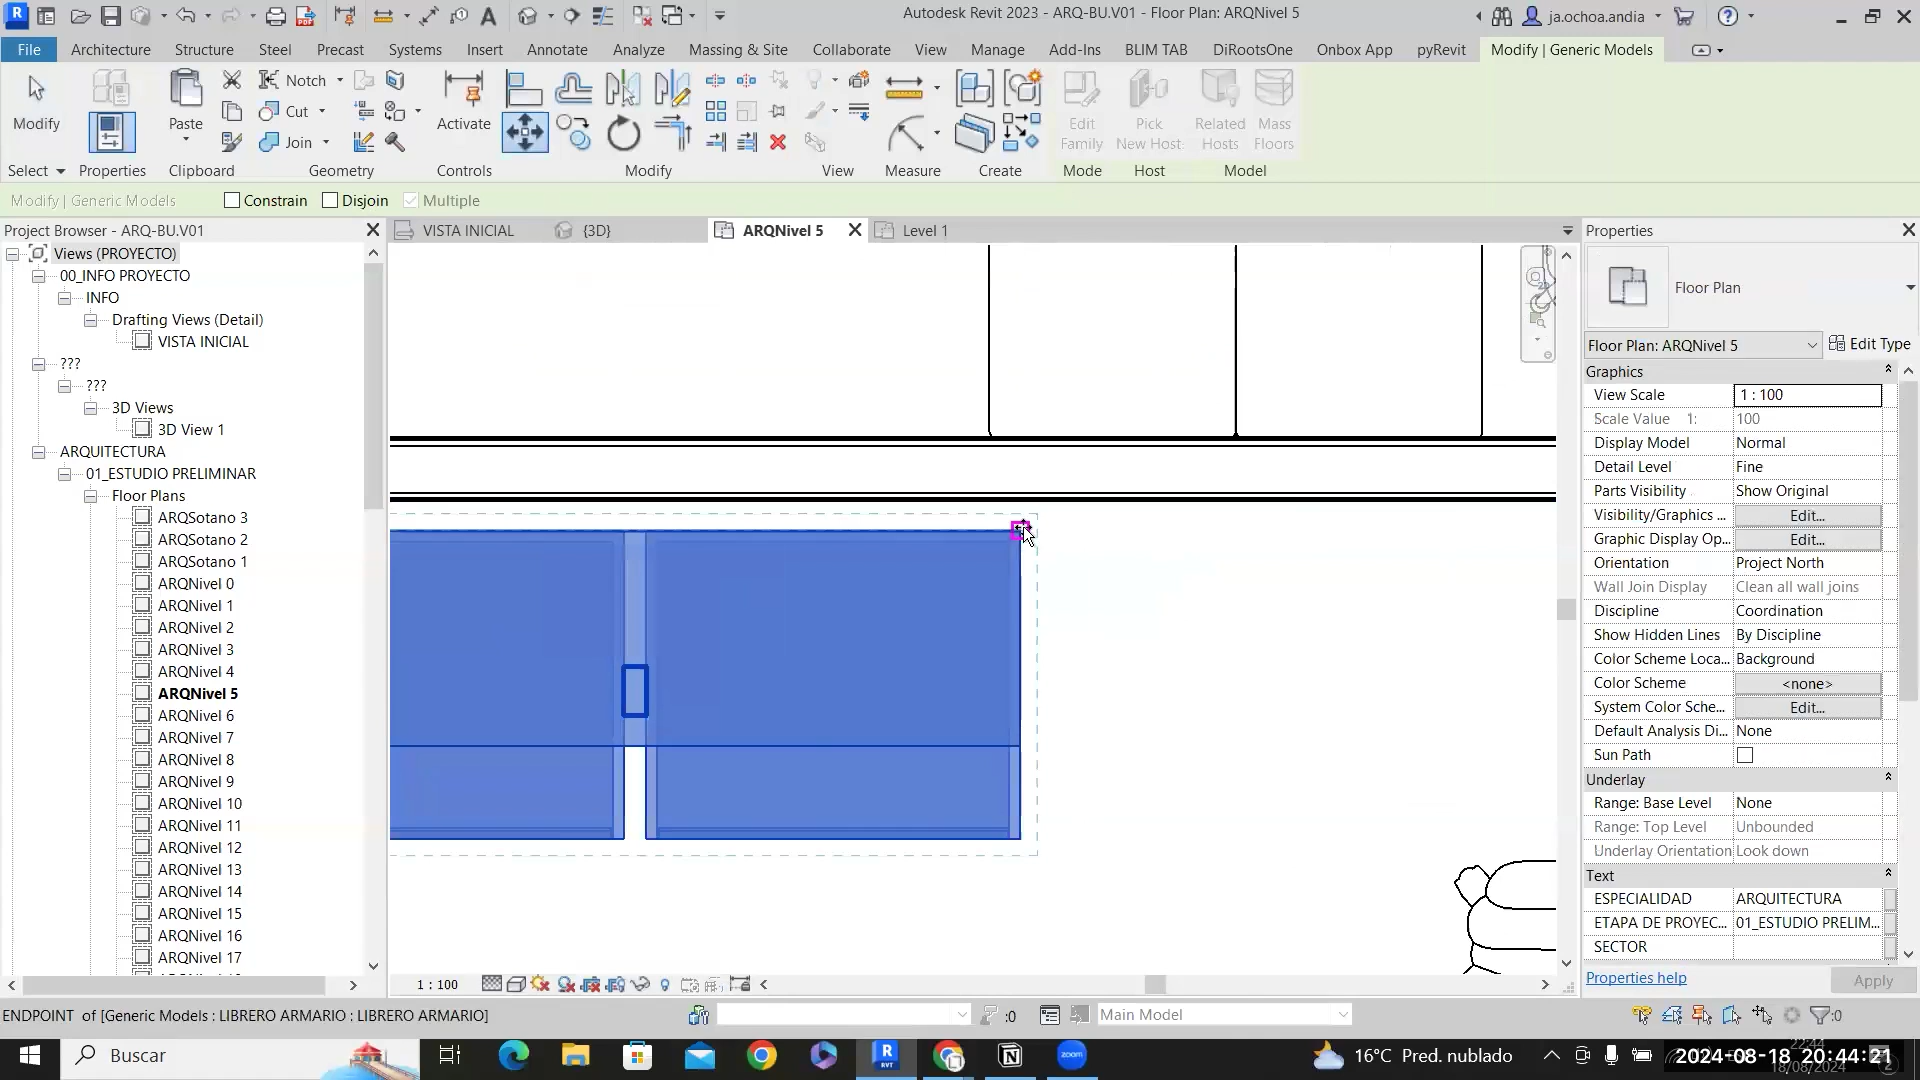 Autodesk Revit 2023 - ARQ-BU.V01 - Floor Plan: ARQNivel 5
ja.ochoa.andia
File Architecture Structure Steel Precast Systems Insert Annotate Analyze Massing & Site Collaborate View Manage Add-Ins BLIM TAB DiRootsOne Onbox App pyRevit Modify | Generic Models
Modify Paste Notch Cut Join Activate Edit Family Pick New Host Related Hosts Mass Floors
Select Properties Clipboard Geometry Controls Modify View Measure Create Mode Host Model
Modify | Generic Models Constrain Disjoin Multiple
Project Browser - ARQ-BU.V01
VISTA INICIAL {3D} ARQNivel 5 Level 1
Properties
Views (PROYECTO)
00_INFO PROYECTO
INFO
Drafting Views (Detail)
VISTA INICIAL
???
???
3D Views
3D View 1
ARQUITECTURA
01_ESTUDIO PRELIMINAR
Floor Plans
ARQSotano 3
ARQSotano 2
ARQSotano 1
ARQNivel 0
ARQNivel 1
ARQNivel 2
ARQNivel 3
ARQNivel 4
ARQNivel 5
ARQNivel 6
ARQNivel 7
ARQNivel 8
ARQNivel 9
ARQNivel 10
ARQNivel 11
ARQNivel 12
ARQNivel 13
ARQNivel 14
ARQNivel 15
ARQNivel 16
ARQNivel 17
Floor Plan
Floor Plan: ARQNivel 5 Edit Type
Graphics
View Scale 1 : 100
Scale Value 1: 100
Display Model Normal
Detail Level Fine
Parts Visibility Show Original
Visibility/Graphics ... Edit...
Graphic Display Op... Edit...
Orientation Project North
Wall Join Display Clean all wall joins
Discipline Coordination
Show Hidden Lines By Discipline
Color Scheme Loca... Background
Color Scheme <none>
System Color Sche... Edit...
Default Analysis Di... None
Sun Path
Underlay
Range: Base Level None
Range: Top Level Unbounded
Underlay Orientation Look down
Text
ESPECIALIDAD ARQUITECTURA
ETAPA DE PROYEC... 01_ESTUDIO PRELIM...
SECTOR
Properties help Apply
1 : 100
ENDPOINT of [Generic Models : LIBRERO ARMARIO : LIBRERO ARMARIO] :0 Main Model :0
Buscar
16°C Pred. nublado
22:44
2024-08-18 20:44:21
18/08/2024